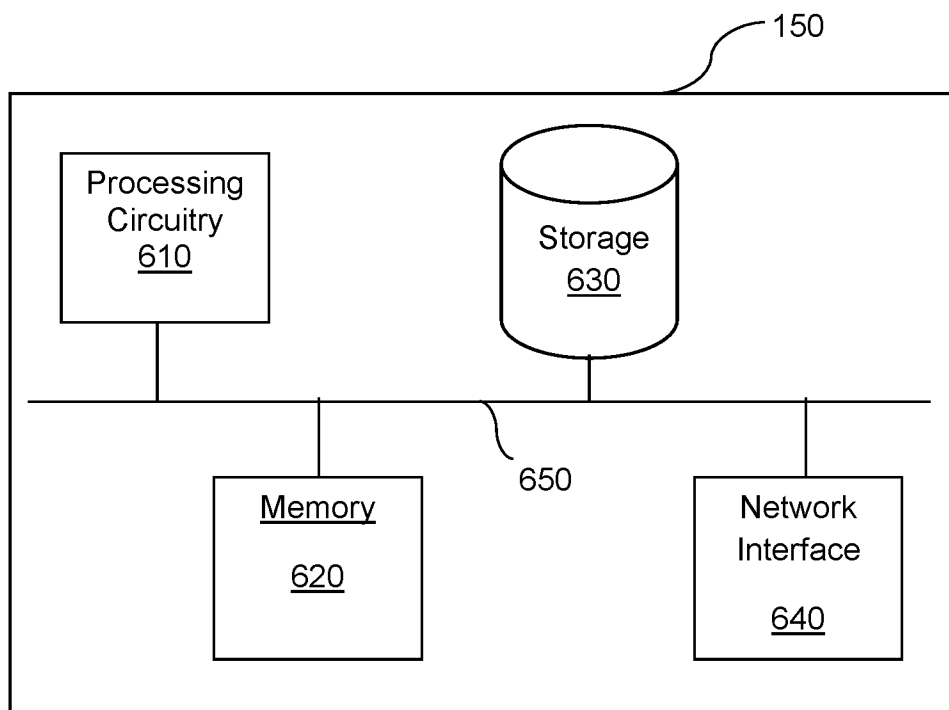 150
Processing
Circuitry
610
Storage
630
650
Memory
620
Network
Interface
640